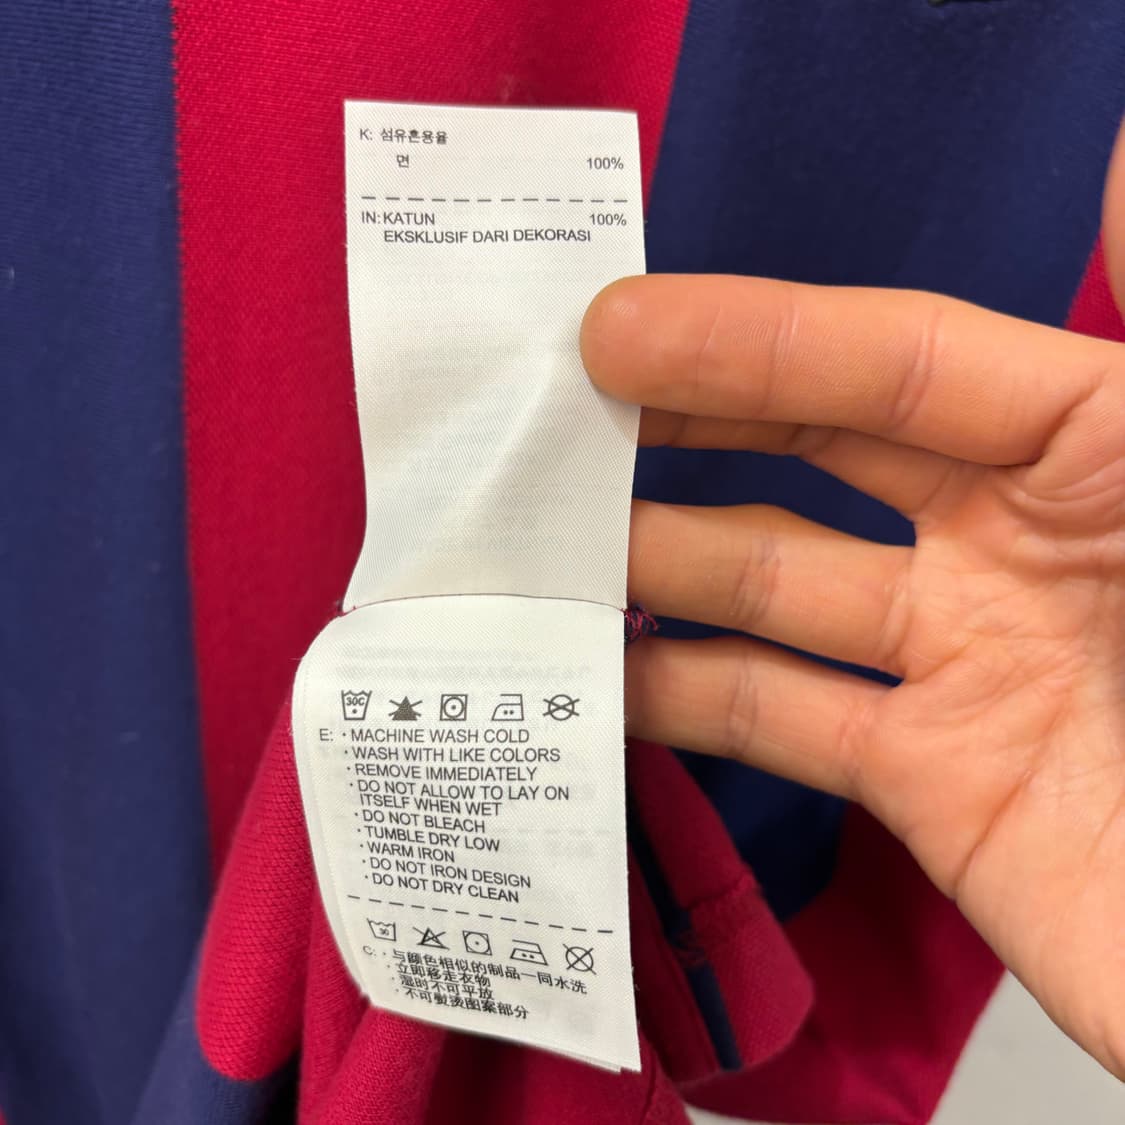 K: 섬유혼용율
면 100%
IN: KATUN 100%
EKSKLUSIF DARI DEKORASI
30C
E: · MACHINE WASH COLD
· WASH WITH LIKE COLORS
· REMOVE IMMEDIATELY
· DO NOT ALLOW TO LAY ON
ITSELF WHEN WET
· DO NOT BLEACH
· TUMBLE DRY LOW
· WARM IRON
· DO NOT IRON DESIGN
· DO NOT DRY CLEAN
30
C: · 与颜色相似的制品一同水洗
· 立即移走衣物
· 湿时不可平放
· 不可熨烫图案部分